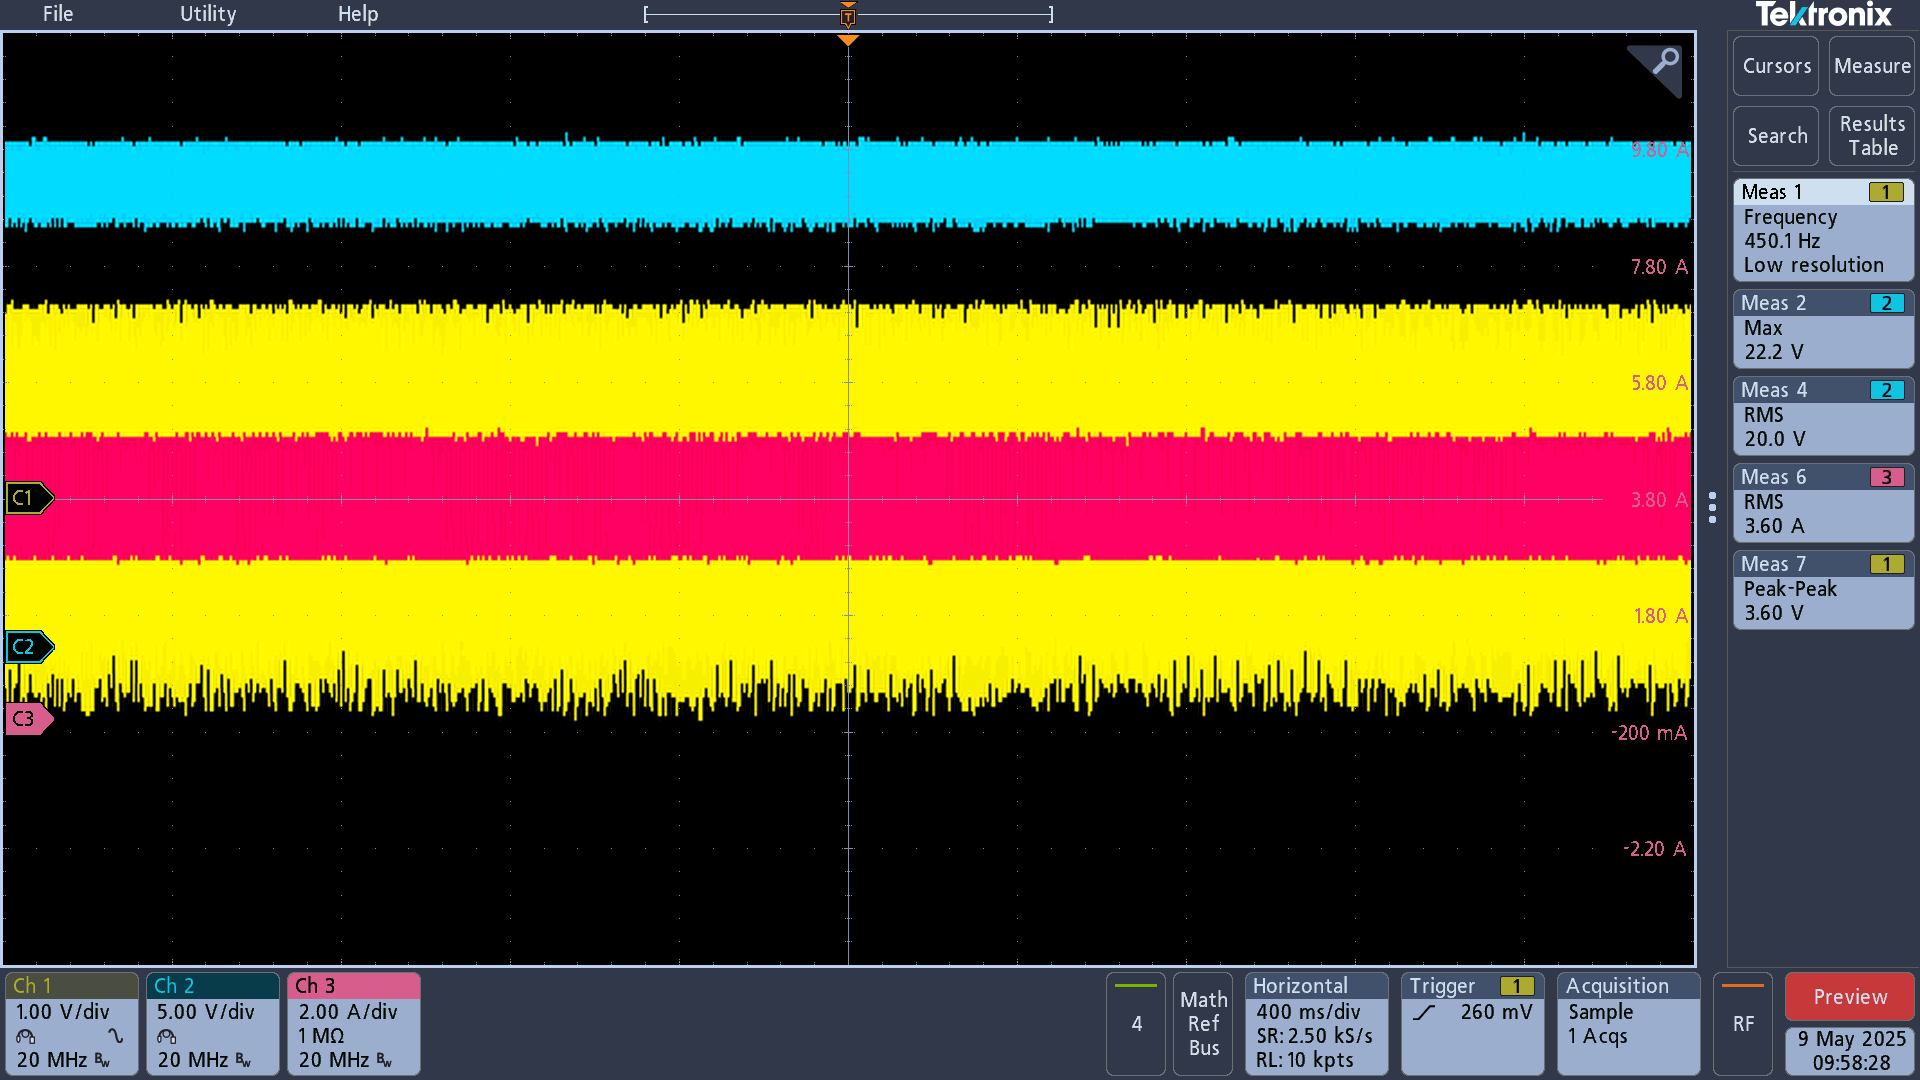 File Utility Help
T
Tektronix
Cursors Measure
Search Results Table
9.80 A
7.80 A
5.80 A
3.80 A
1.80 A
-200 mA
-2.20 A
C1
C2
C3
Meas 1 1
Frequency
450.1 Hz
Low resolution
Meas 2 2
Max
22.2 V
Meas 4 2
RMS
20.0 V
Meas 6 3
RMS
3.60 A
Meas 7 1
Peak-Peak
3.60 V
Ch 1
1.00 V/div
20 MHz Bw
Ch 2
5.00 V/div
20 MHz Bw
Ch 3
2.00 A/div
1 MΩ
20 MHz Bw
4
Math
Ref
Bus
Horizontal
400 ms/div
SR: 2.50 kS/s
RL: 10 kpts
Trigger 1
260 mV
Acquisition
Sample
1 Acqs
RF
Preview
9 May 2025
09:58:28